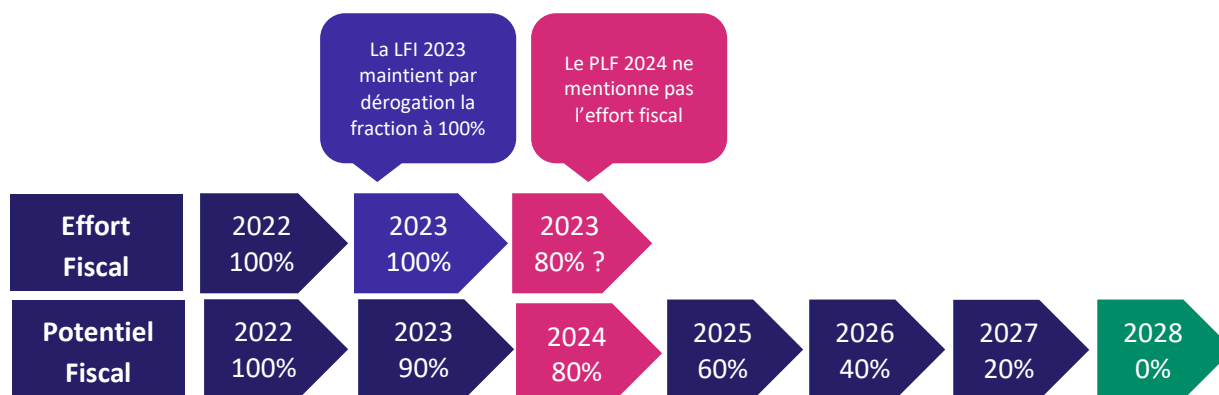 La LFI 2023
maintient par
dérogation la
fraction à 100%
Le PLF 2024 ne
mentionne pas
l’effort fiscal
Effort
Fiscal
2022
100%
2023
100%
2023
80% ?
Potentiel
Fiscal
2022
100%
2023
90%
2024
80%
2025
60%
2026
40%
2027
20%
2028
0%